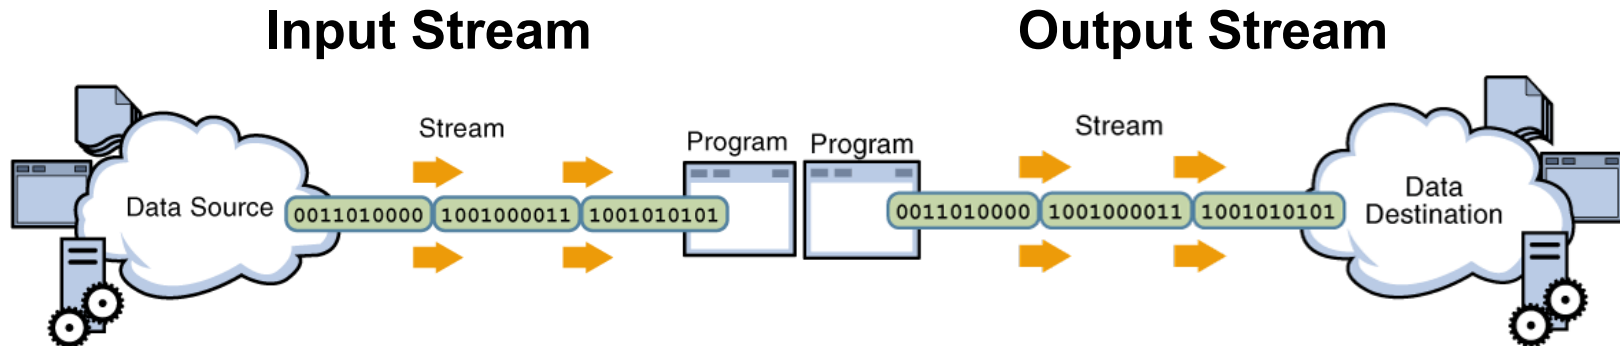 Input Stream
Output Stream
Stream
Program
Program
Stream
Data Source
0011010000 1001000011 1001010101
0011010000 1001000011 1001010101
Data
Destination